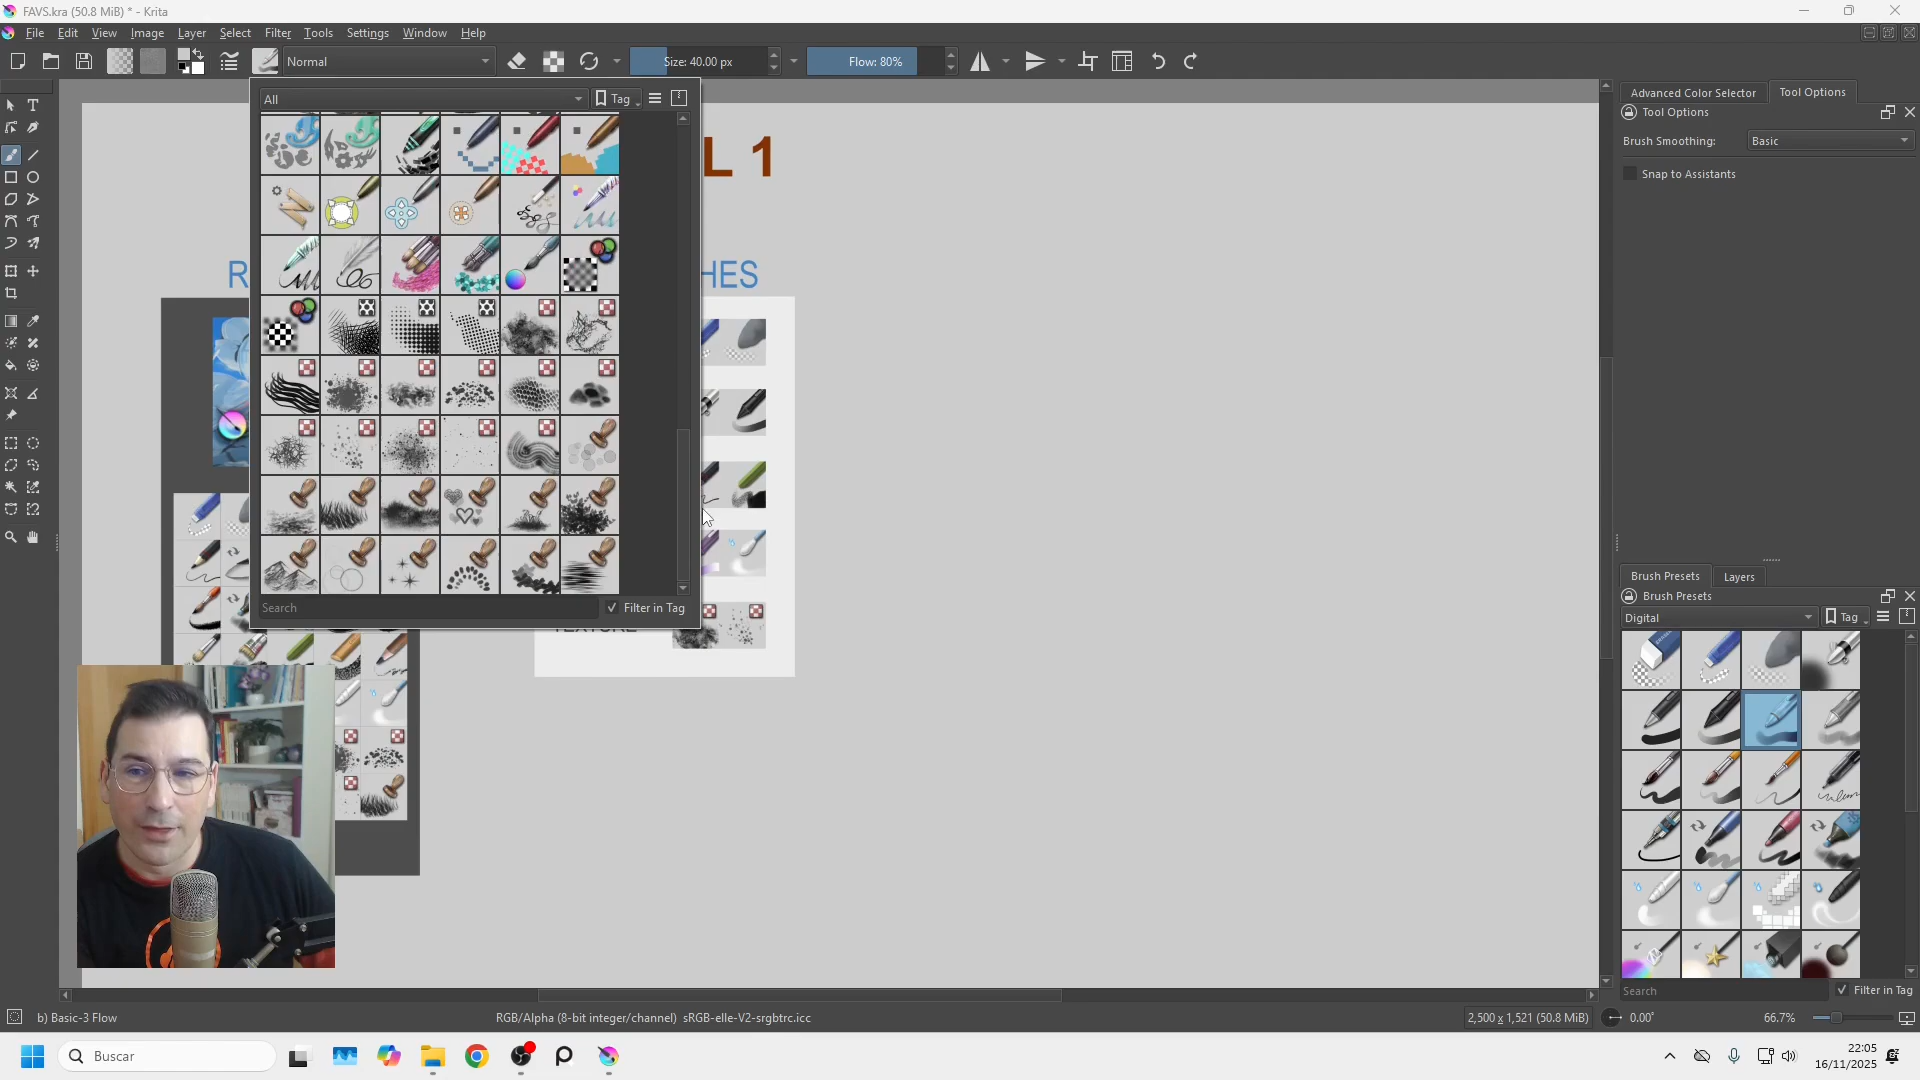 FAVS.kra (50.8 MiB) * - Krita
File Edit View Image Layer Select Filter Tools Settings Window Help
Normal
Size: 40.00 px
Flow: 80%
All
Tag
L 1
R
HES
Search
Filter in Tag
Advanced Color Selector
Tool Options
Tool Options
Brush Smoothing:
Basic
Snap to Assistants
Brush Presets
Layers
Brush Presets
Digital
Tag
Search
Filter in Tag
b) Basic-3 Flow
RGB/Alpha (8-bit integer/channel) sRGB-elle-V2-srgbtrc.icc
2,500 x 1,521 (50.8 MiB)
0.00°
66.7%
Buscar
22:05
16/11/2025